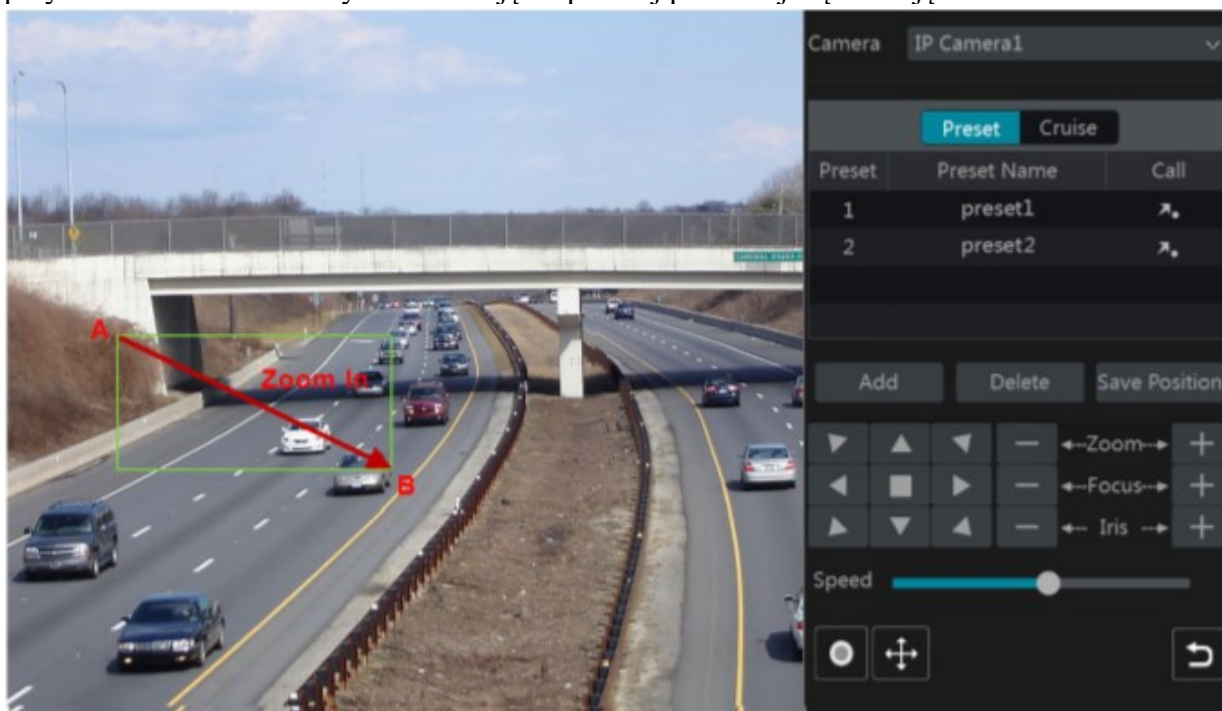 Camera IP Camera1
Preset Cruise
Preset Preset Name Call
1 preset1
2 preset2
A
Zoom In
B
Add Delete Save Position
— ←--Zoom--→ +
— ←--Focus--→ +
— ←-- Iris --→ +
Speed